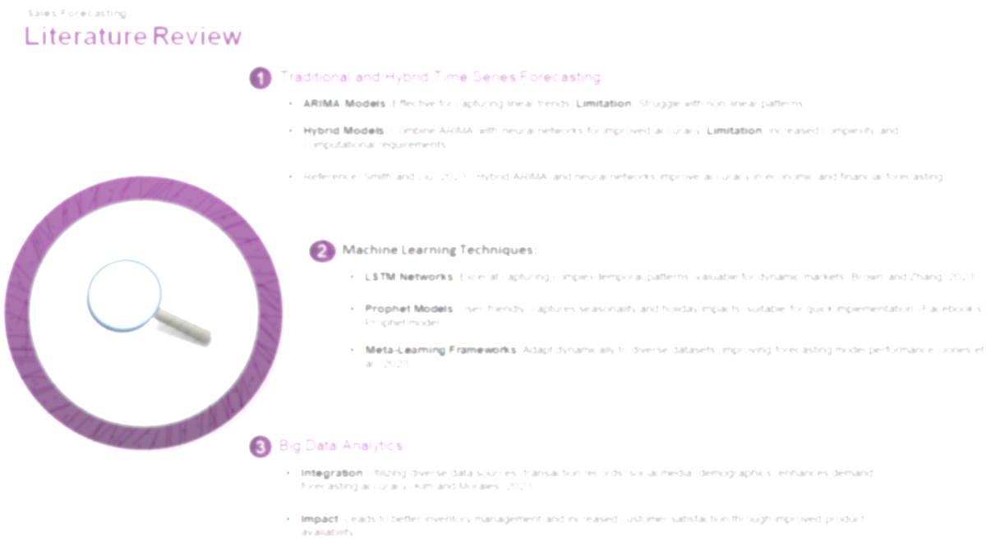 Sales Forecasting
Literature Review
1 Traditional and Hybrid Time Series Forecasting
• ARIMA Models: Effective for capturing linear trends. Limitation: Struggle with non-linear patterns
• Hybrid Models: Combine ARIMA with neural networks for improved accuracy. Limitation: Increased complexity and
computational requirements
• Reference: Smith and Liu: Hybrid ARIMA and neural networks improve accuracy in economic and financial forecasting
2 Machine Learning Techniques:
• LSTM Networks: Excel at capturing complex temporal patterns, valuable for dynamic markets (Brown and Zhang
• Prophet Models: User-friendly, captures seasonality and holiday impacts, suitable for quick implementation (Facebook's
Prophet model
• Meta-Learning Frameworks: Adapt dynamically to diverse datasets, improving forecasting model performance (Jones et
al
3 Big Data Analytics
• Integration: Utilizing diverse data sources (transaction records, social media, demographics) enhances demand
forecasting accuracy (Kim and Morales
• Impact: Leads to better inventory management and increased customer satisfaction through improved product
availability